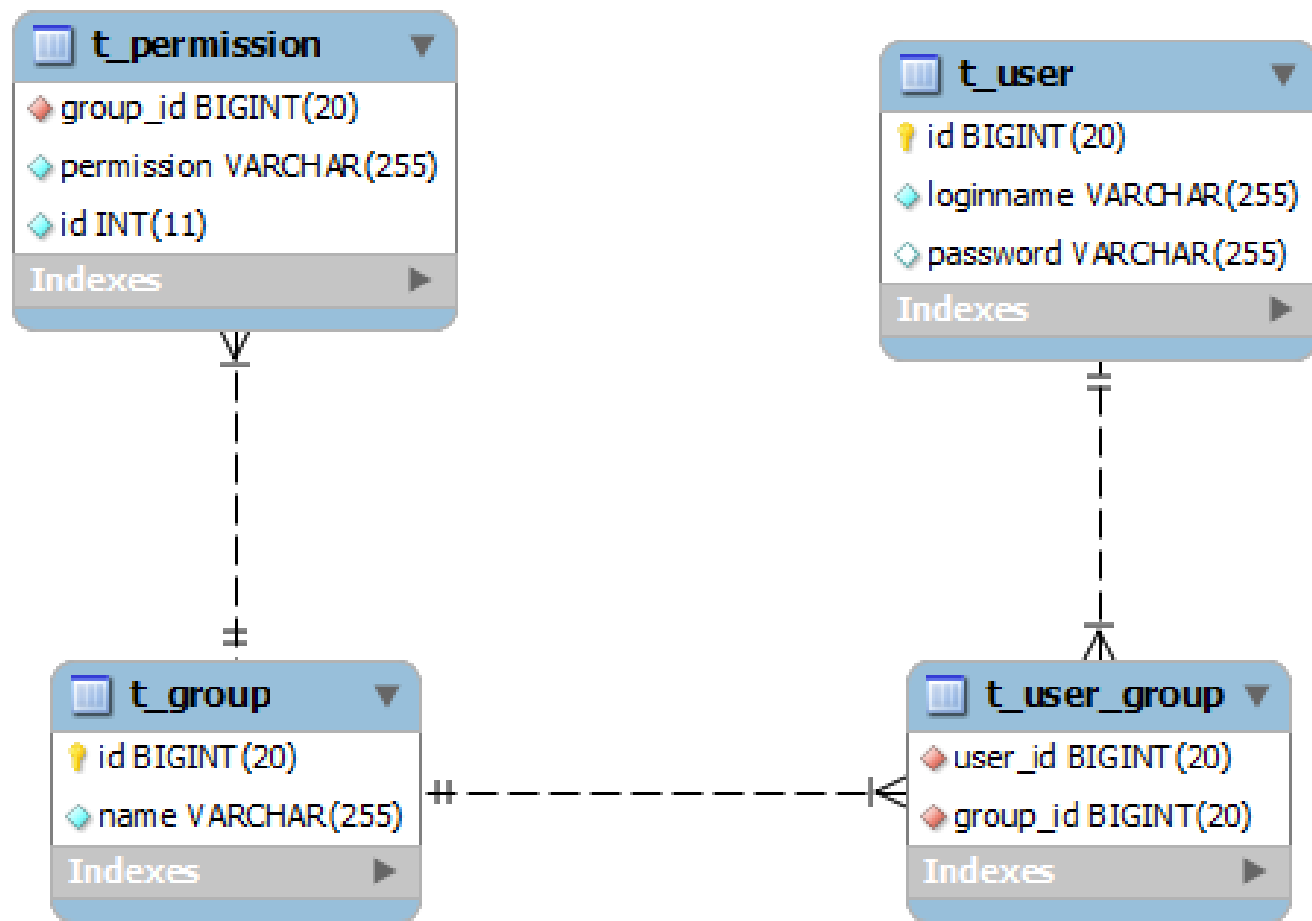 t_permission
group_id BIGINT(20)
permission VARCHAR(255)
id INT(11)
Indexes
t_user
id BIGINT(20)
loginname VARCHAR(255)
password VARCHAR(255)
Indexes
t_group
id BIGINT(20)
name VARCHAR(255)
Indexes
t_user_group
user_id BIGINT(20)
group_id BIGINT(20)
Indexes